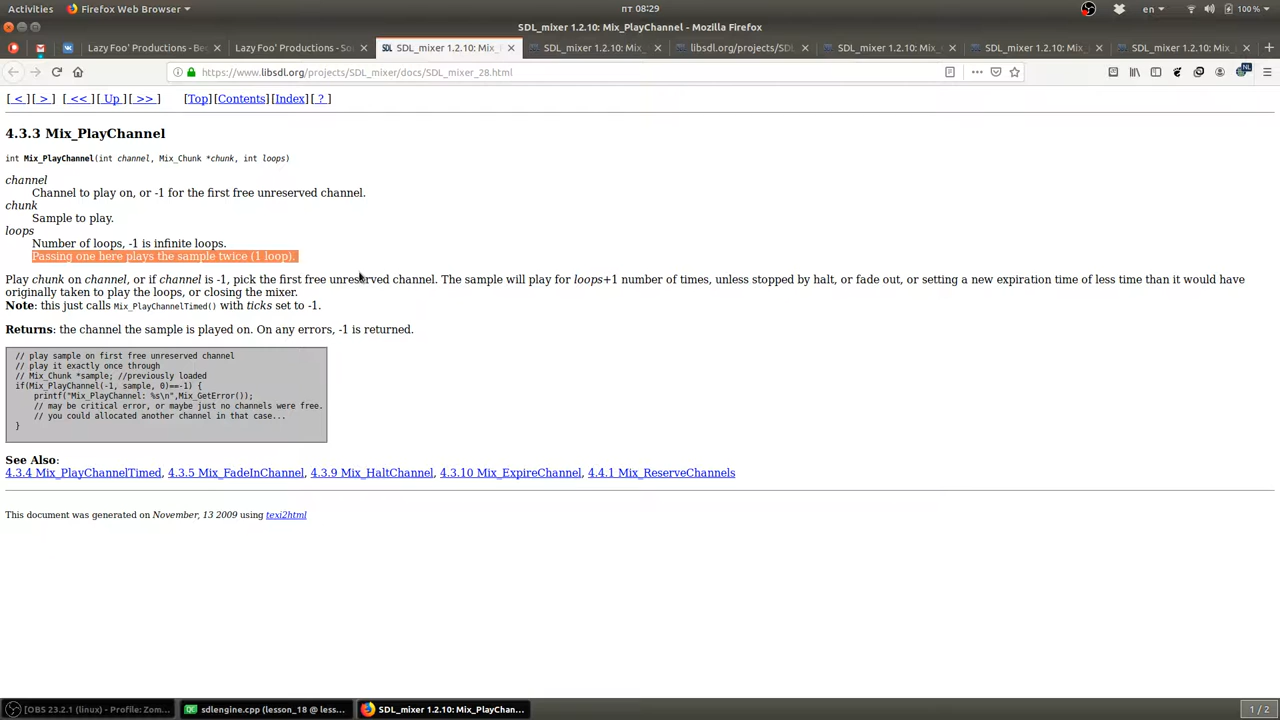 Activities
Firefox Web Browser
пт 08:29
en
100 %
SDL_mixer 1.2.10: Mix_PlayChannel - Mozilla Firefox
Lazy Foo' Productions - Be
Lazy Foo' Productions - So
SDL_mixer 1.2.10: Mix_
SDL_mixer 1.2.10: Mix_
libsdl.org/projects/SDL_
SDL_mixer 1.2.10: Mix_
SDL_mixer 1.2.10: Mix_
SDL_mixer 1.2.10: Mix_
https://www.libsdl.org/projects/SDL_mixer/docs/SDL_mixer_28.html
NL
[ < ] [ > ] [ << ] [ Up ] [ >> ] [Top] [Contents] [Index] [ ? ]
4.3.3 Mix_PlayChannel
int Mix_PlayChannel(int channel, Mix_Chunk *chunk, int loops)
channel
Channel to play on, or -1 for the first free unreserved channel.
chunk
Sample to play.
loops
Number of loops, -1 is infinite loops.
Passing one here plays the sample twice (1 loop).
Play chunk on channel, or if channel is -1, pick the first free unreserved channel. The sample will play for loops+1 number of times, unless stopped by halt, or fade out, or setting a new expiration time of less time than it would have
originally taken to play the loops, or closing the mixer.
Note: this just calls Mix_PlayChannelTimed() with ticks set to -1.
Returns: the channel the sample is played on. On any errors, -1 is returned.
// play sample on first free unreserved channel
// play it exactly once through
// Mix_Chunk *sample; //previously loaded
if(Mix_PlayChannel(-1, sample, 0)==-1) {
printf("Mix_PlayChannel: %s\n",Mix_GetError());
// may be critical error, or maybe just no channels were free.
// you could allocated another channel in that case...
}
See Also:
4.3.4 Mix_PlayChannelTimed, 4.3.5 Mix_FadeInChannel, 4.3.9 Mix_HaltChannel, 4.3.10 Mix_ExpireChannel, 4.4.1 Mix_ReserveChannels
This document was generated on November, 13 2009 using texi2html
[OBS 23.2.1 (linux) - Profile: Zom...
sdlengine.cpp (lesson_18 @ less...
SDL_mixer 1.2.10: Mix_PlayChan...
1 / 2